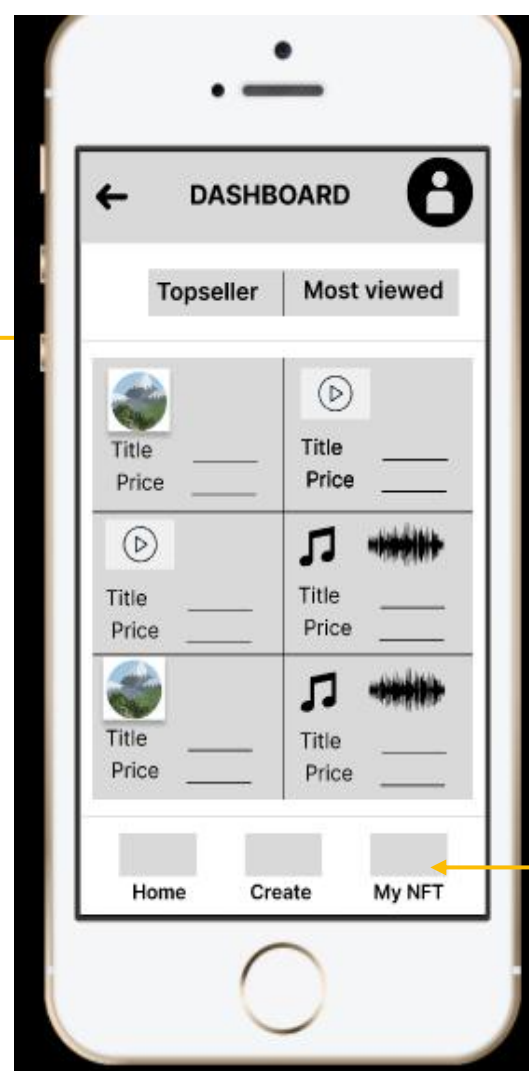 DASHBOARD
Topseller Most viewed
Title Title
Price Price
Title Title
Price Price
Title Title
Price Price
Home Create My NFT